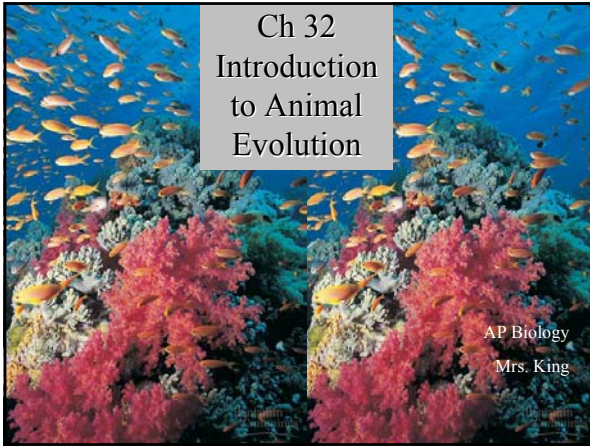 Ch 32
Introduction
to Animal
Evolution
AP Biology
Mrs. King